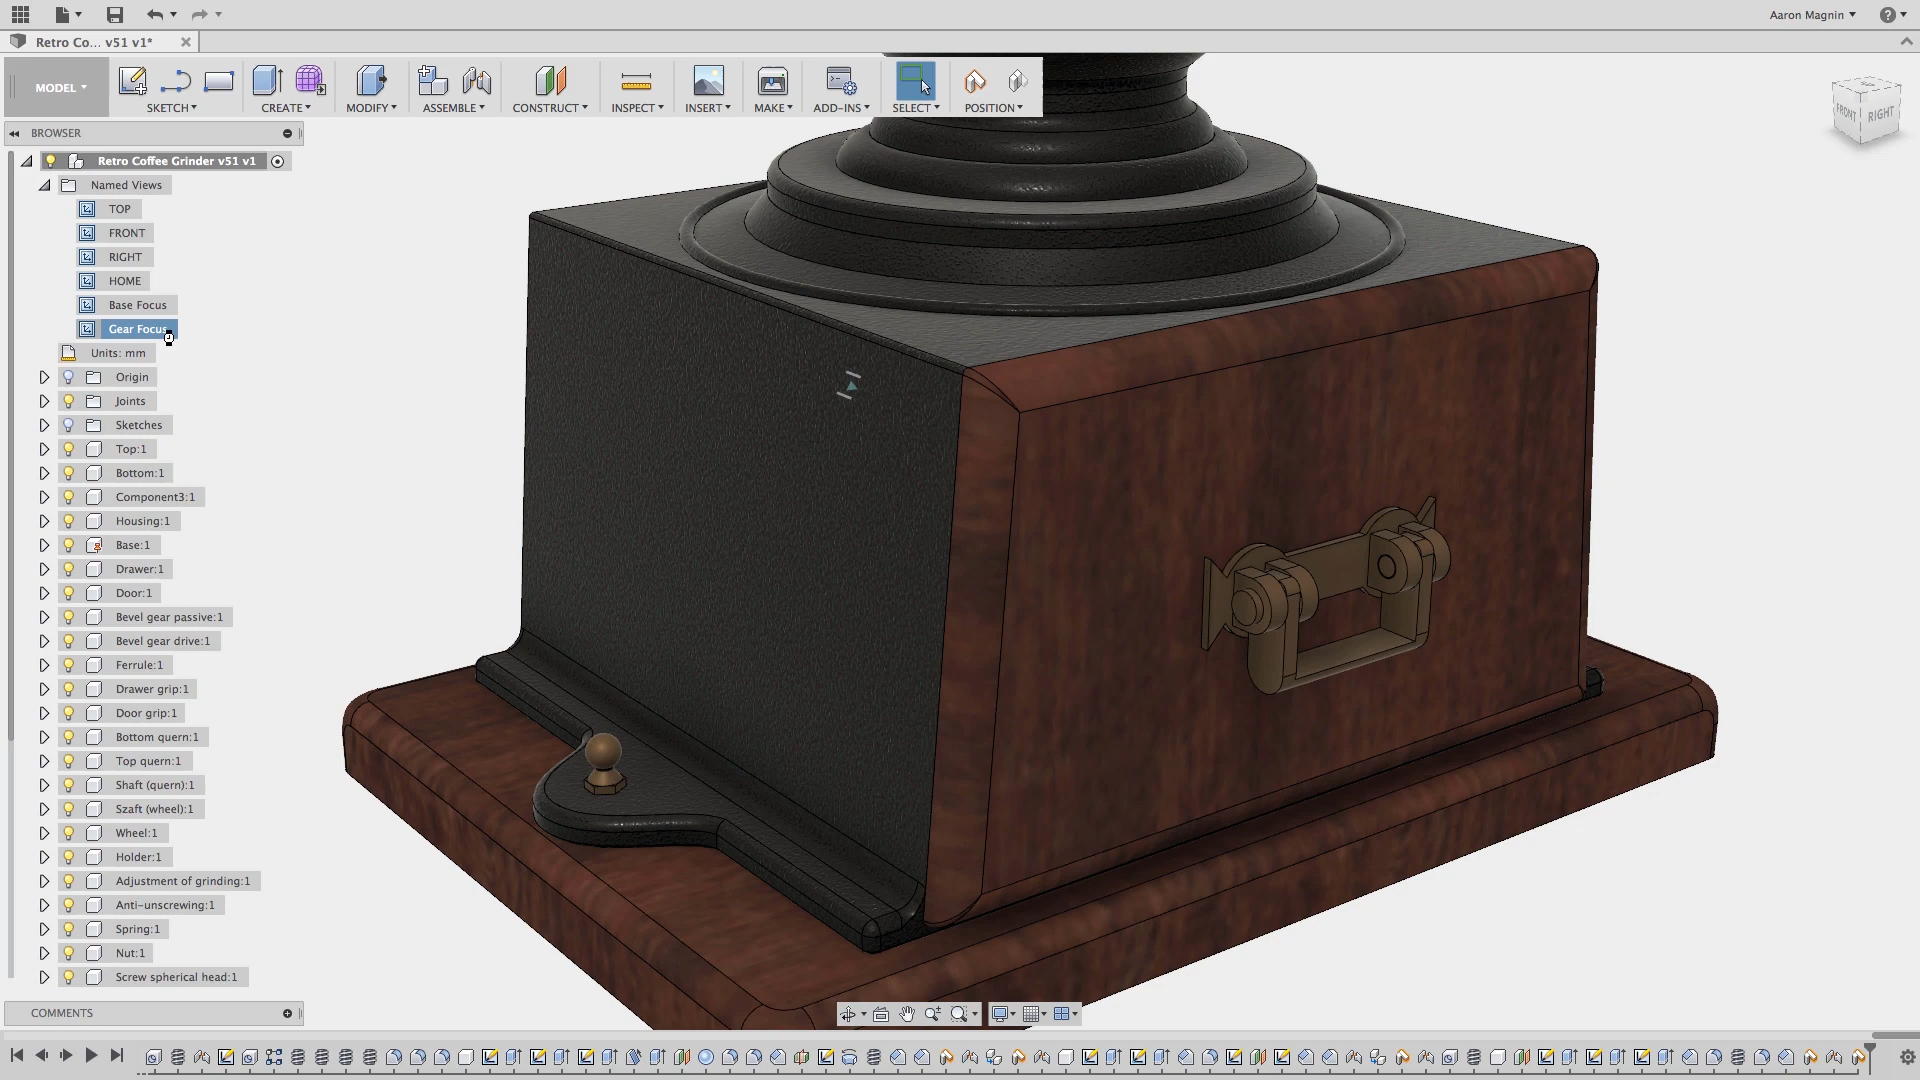 Aaron Magnin
Retro Co... v51 v1*
MODEL
SKETCH
CREATE
MODIFY
ASSEMBLE
CONSTRUCT
INSPECT
INSERT
MAKE
ADD-INS
SELECT
POSITION
FRONT
RIGHT
BROWSER
Retro Coffee Grinder v51 v1
Named Views
TOP
FRONT
RIGHT
HOME
Base Focus
Gear Focus
Units: mm
Origin
Joints
Sketches
Top:1
Bottom:1
Component3:1
Housing:1
Base:1
Drawer:1
Door:1
Bevel gear passive:1
Bevel gear drive:1
Ferrule:1
Drawer grip:1
Door grip:1
Bottom quern:1
Top quern:1
Shaft (quern):1
Szaft (wheel):1
Wheel:1
Holder:1
Adjustment of grinding:1
Anti-unscrewing:1
Spring:1
Nut:1
Screw spherical head:1
COMMENTS